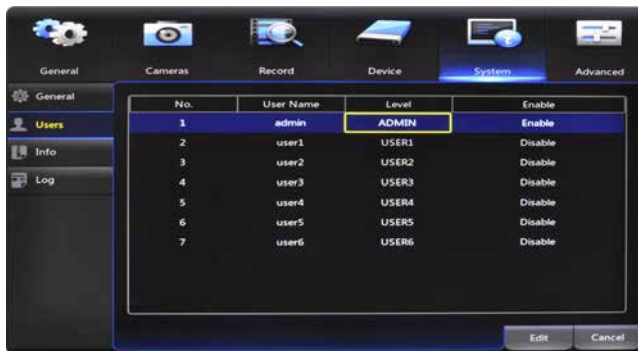 General Cameras Record Device System Advanced
General
Users
Info
Log
No. User Name Level Enable
1 admin ADMIN Enable
2 user1 USER1 Disable
3 user2 USER2 Disable
4 user3 USER3 Disable
5 user4 USER4 Disable
6 user5 USER5 Disable
7 user6 USER6 Disable
Edit Cancel